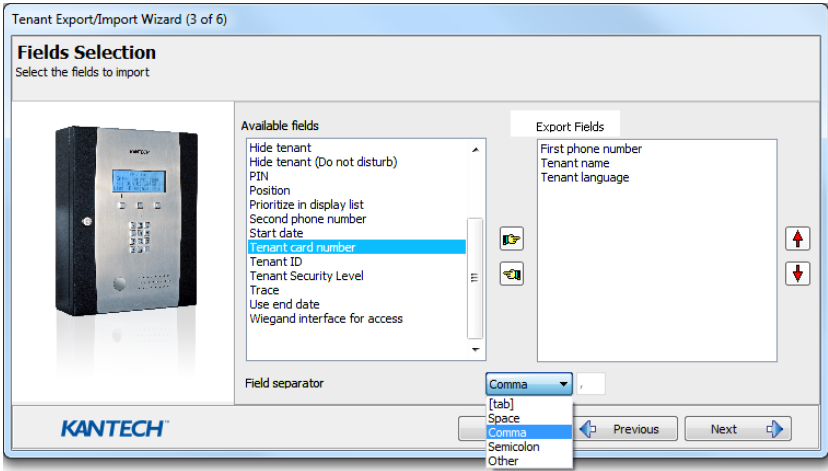 Tenant Export/Import Wizard (3 of 6)
Fields Selection
Select the fields to import
KANTECH
Available fields
Hide tenant
Hide tenant (Do not disturb)
PIN
Position
Prioritize in display list
Second phone number
Start date
Tenant card number
Tenant ID
Tenant Security Level
Trace
Use end date
Wiegand interface for access
Export Fields
First phone number
Tenant name
Tenant language
Field separator
Comma
,
[tab]
Space
Comma
Semicolon
Other
KANTECH
Previous
Next